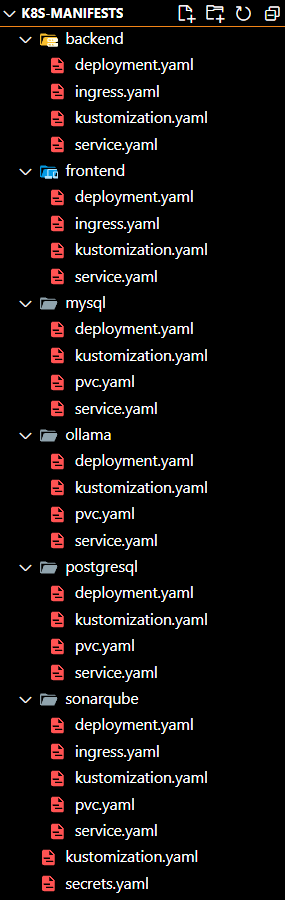 K8S-MANIFESTS
backend
deployment.yaml
ingress.yaml
kustomization.yaml
service.yaml
frontend
deployment.yaml
ingress.yaml
kustomization.yaml
service.yaml
mysql
deployment.yaml
kustomization.yaml
pvc.yaml
service.yaml
ollama
deployment.yaml
kustomization.yaml
pvc.yaml
service.yaml
postgresql
deployment.yaml
kustomization.yaml
pvc.yaml
service.yaml
sonarqube
deployment.yaml
ingress.yaml
kustomization.yaml
pvc.yaml
service.yaml
kustomization.yaml
secrets.yaml